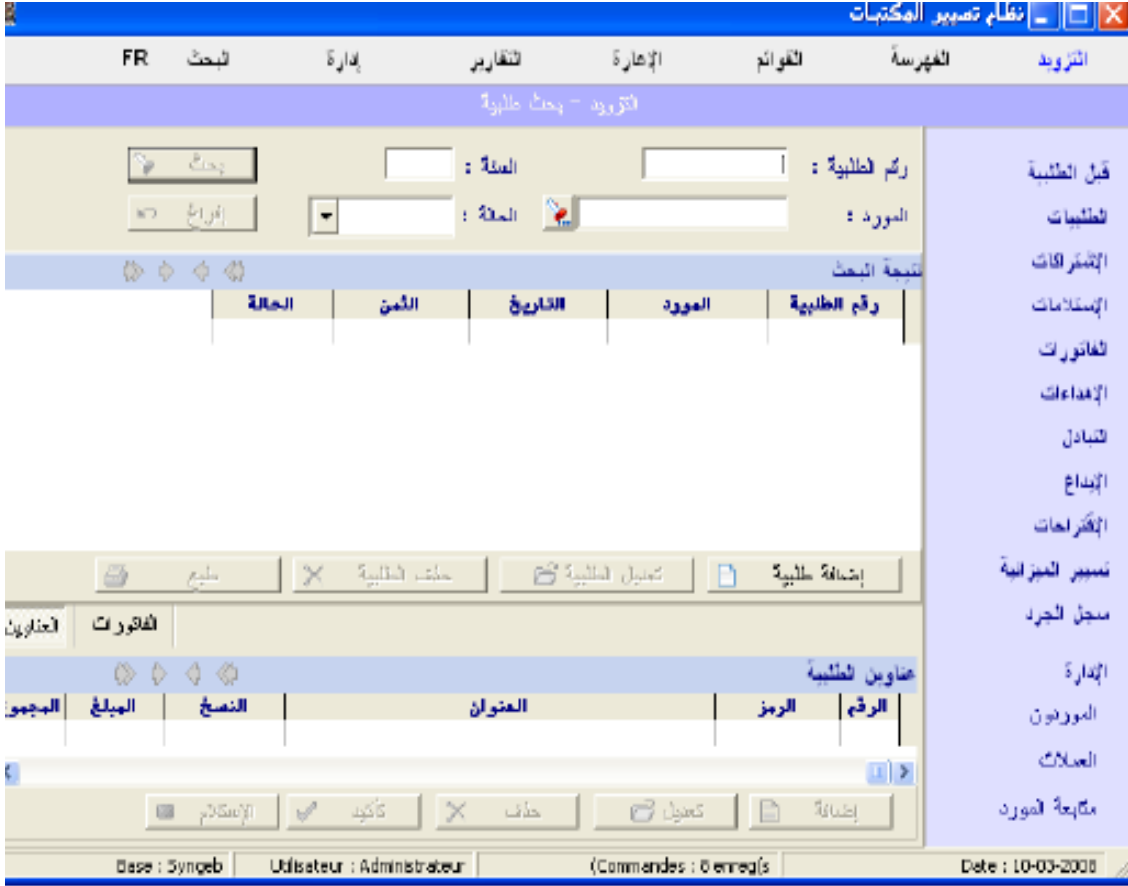 نظام تسيير المكتبات
التزويد الفهرسة القوائم الإعارة التقارير إدارة البحث FR
التزويد - بحث طلبية
رقم الطلبية : السنة : بحث
المورد : الحالة : إفراغ
نتيجة البحث
رقم الطلبية المورد التاريخ الثمن الحالة
إضافة طلبية تعديل الطلبية حذف الطلبية طبع
الفاتورات العناوين
عناوين الطلبية
الرقم الرمز العنوان النسخ المبلغ المجمو
إضافة تعديل حذف تأكيد الإستلام
قبل الطلبية
الطلبيات
الإشتراكات
الإستلامات
الفاتورات
الإهداءات
التبادل
الإيداع
الإقتراحات
تسيير الميزانية
سجل الجرد
الإدارة
الموردون
العملات
متابعة المورد
Date : 10-03-2008 (Commandes : 0 enreg(s Utilisateur : Administrateur Base : Syngeb